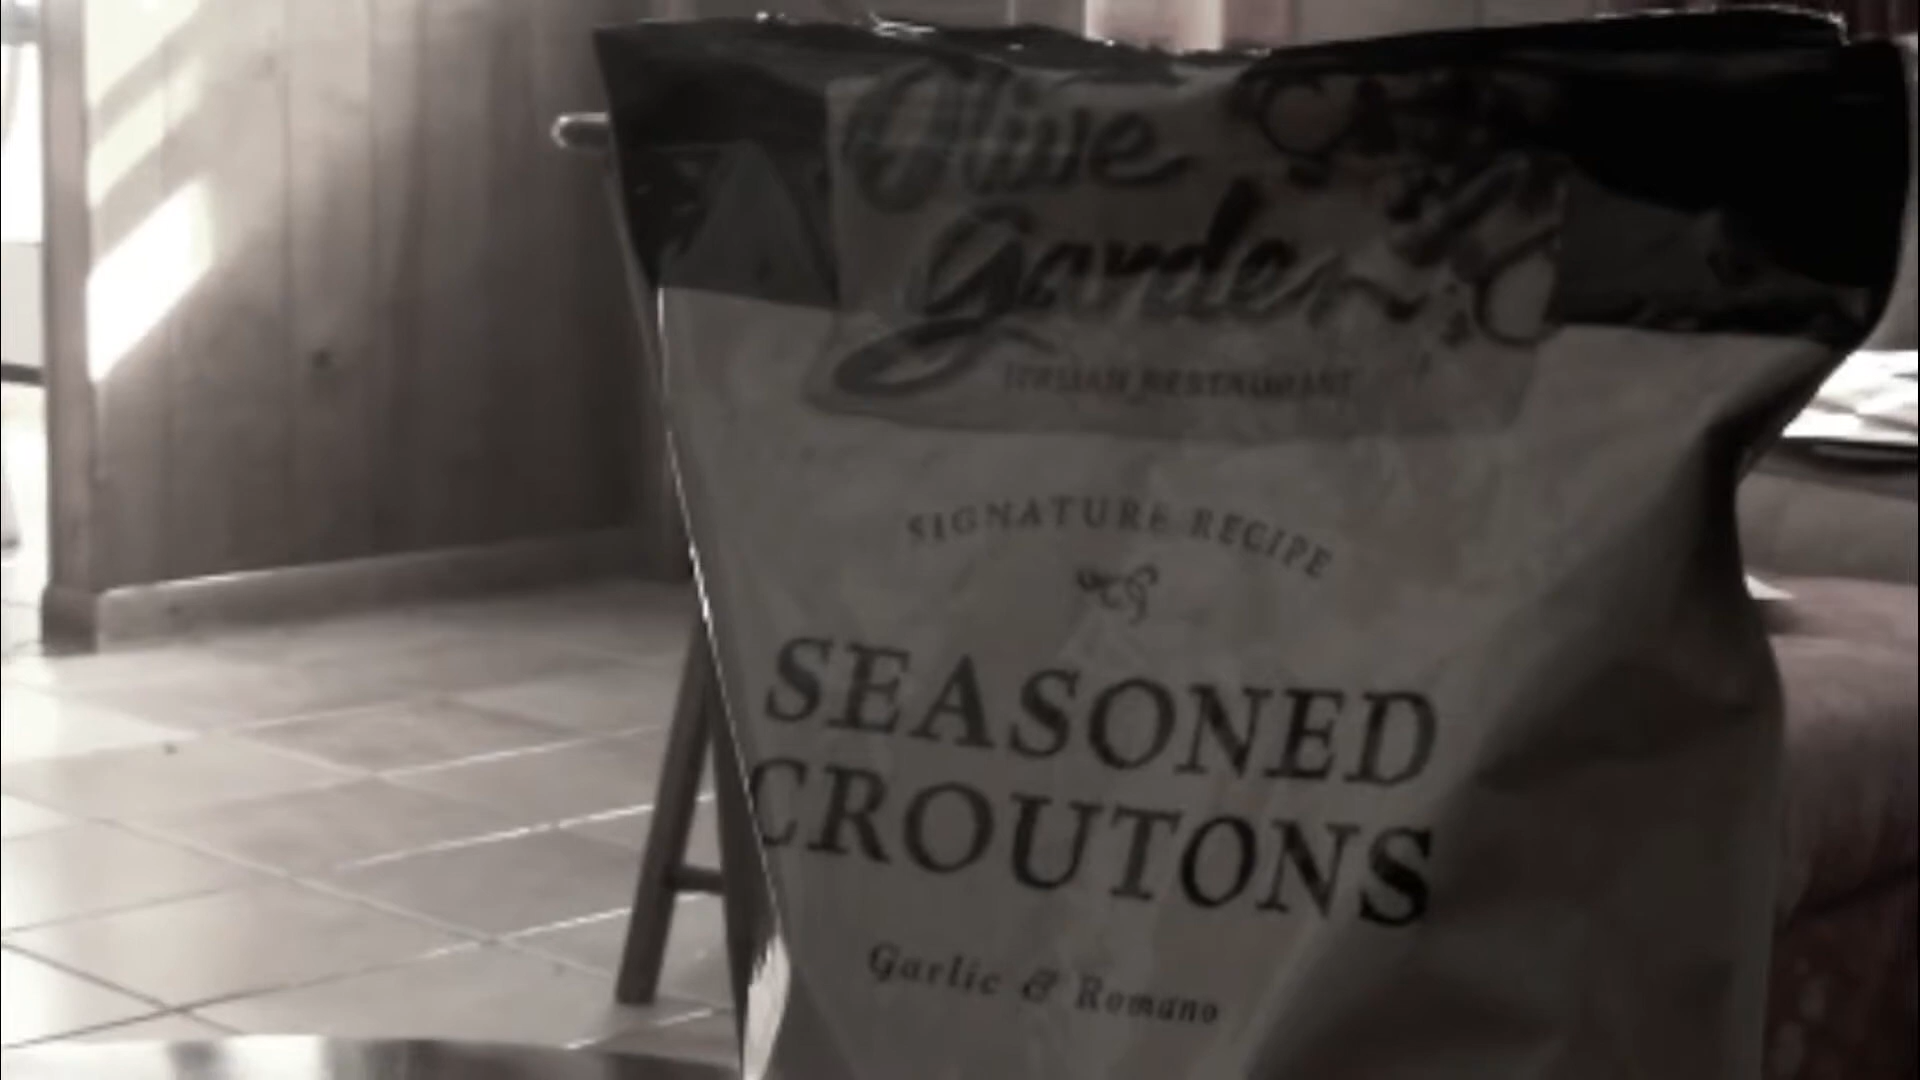 Olive
Garden
ITALIAN RESTAURANT
SIGNATURE RECIPE
SEASONED
CROUTONS
Garlic & Romano